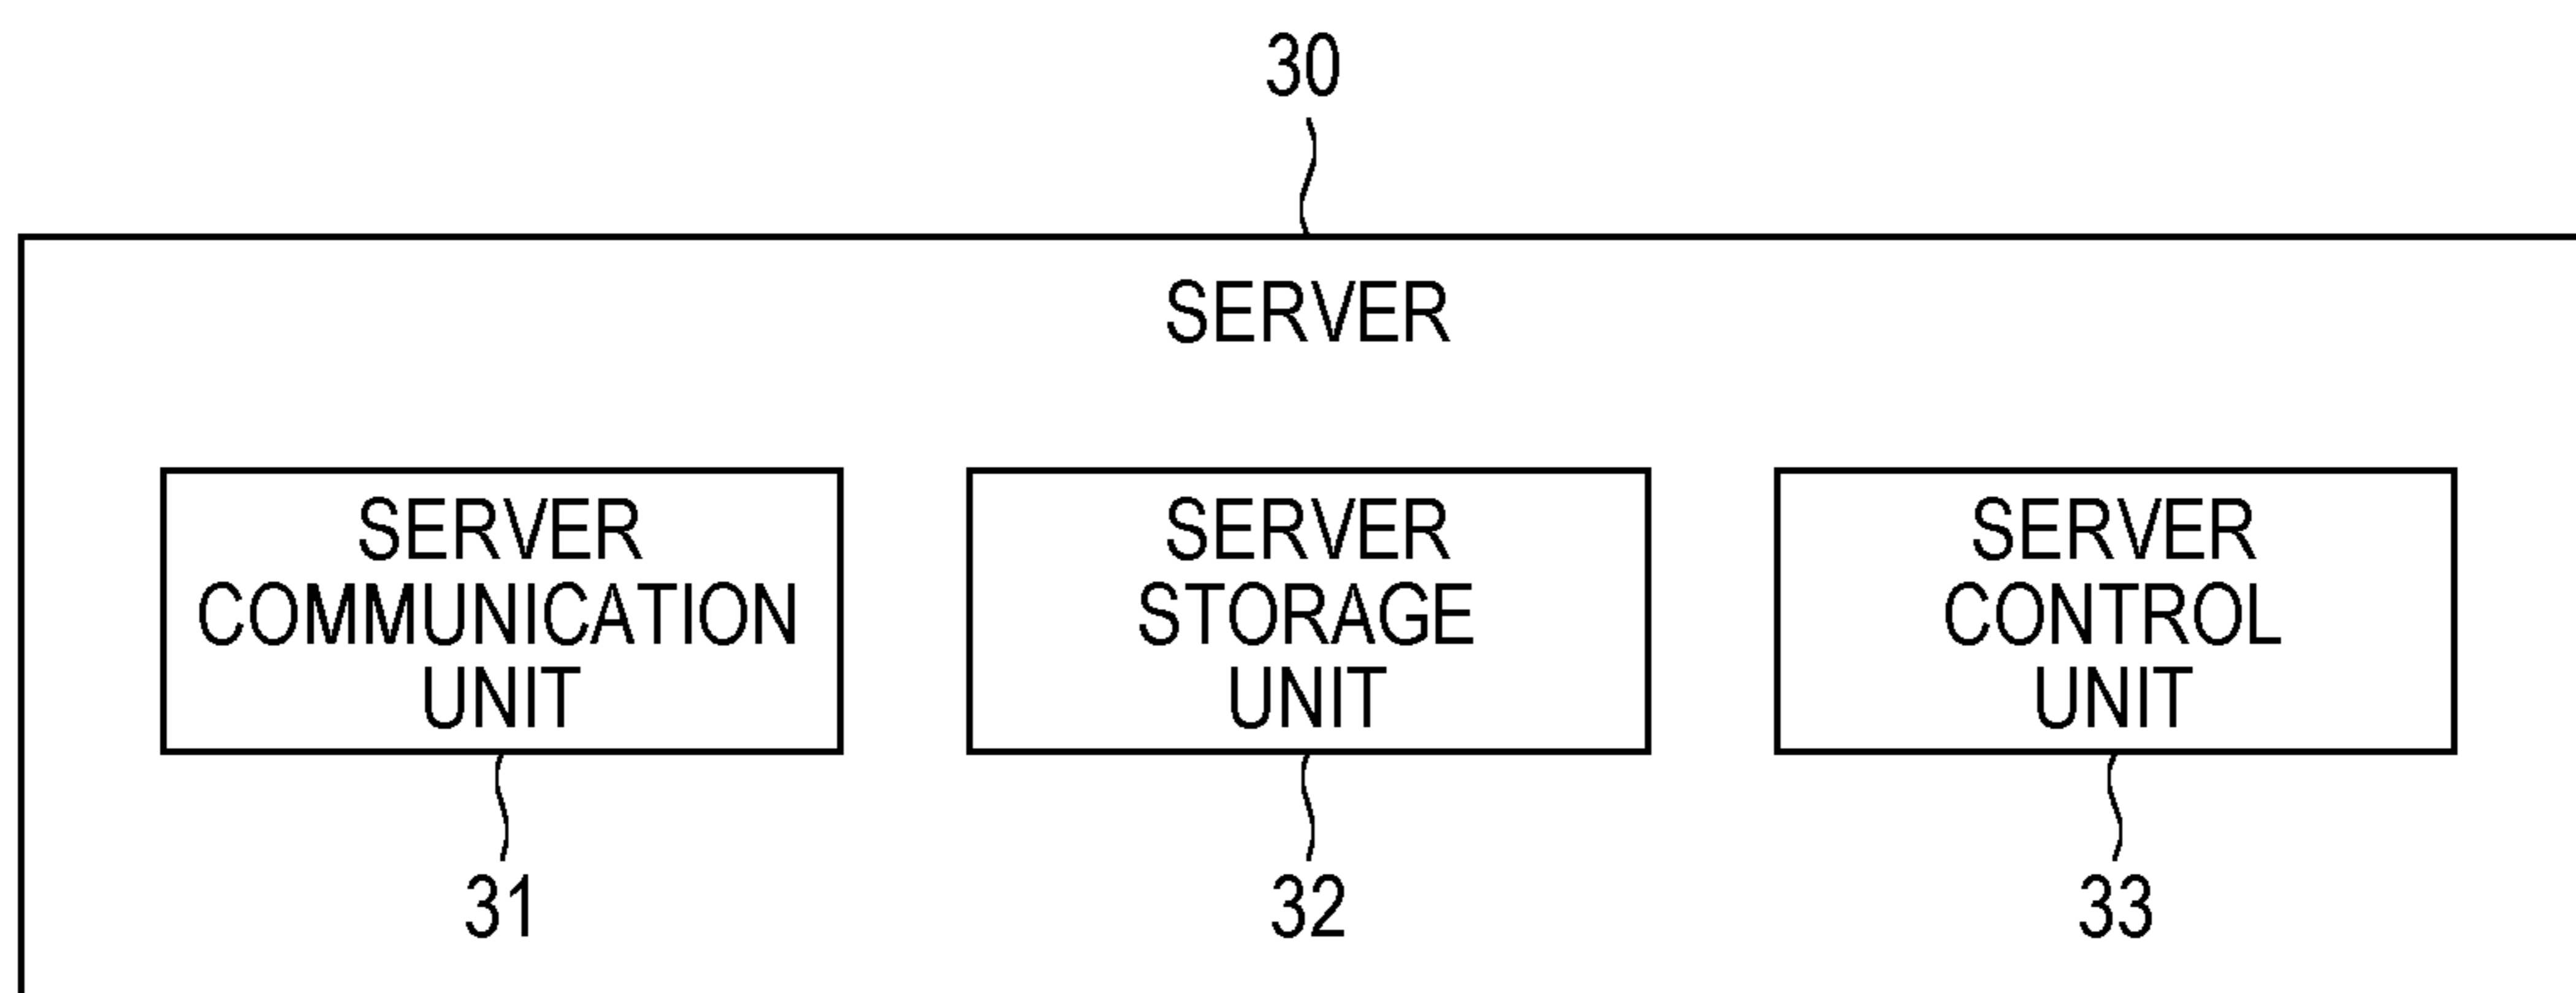 30
SERVER
SERVER
COMMUNICATION
UNIT
SERVER
STORAGE
UNIT
SERVER
CONTROL
UNIT
31
32
33